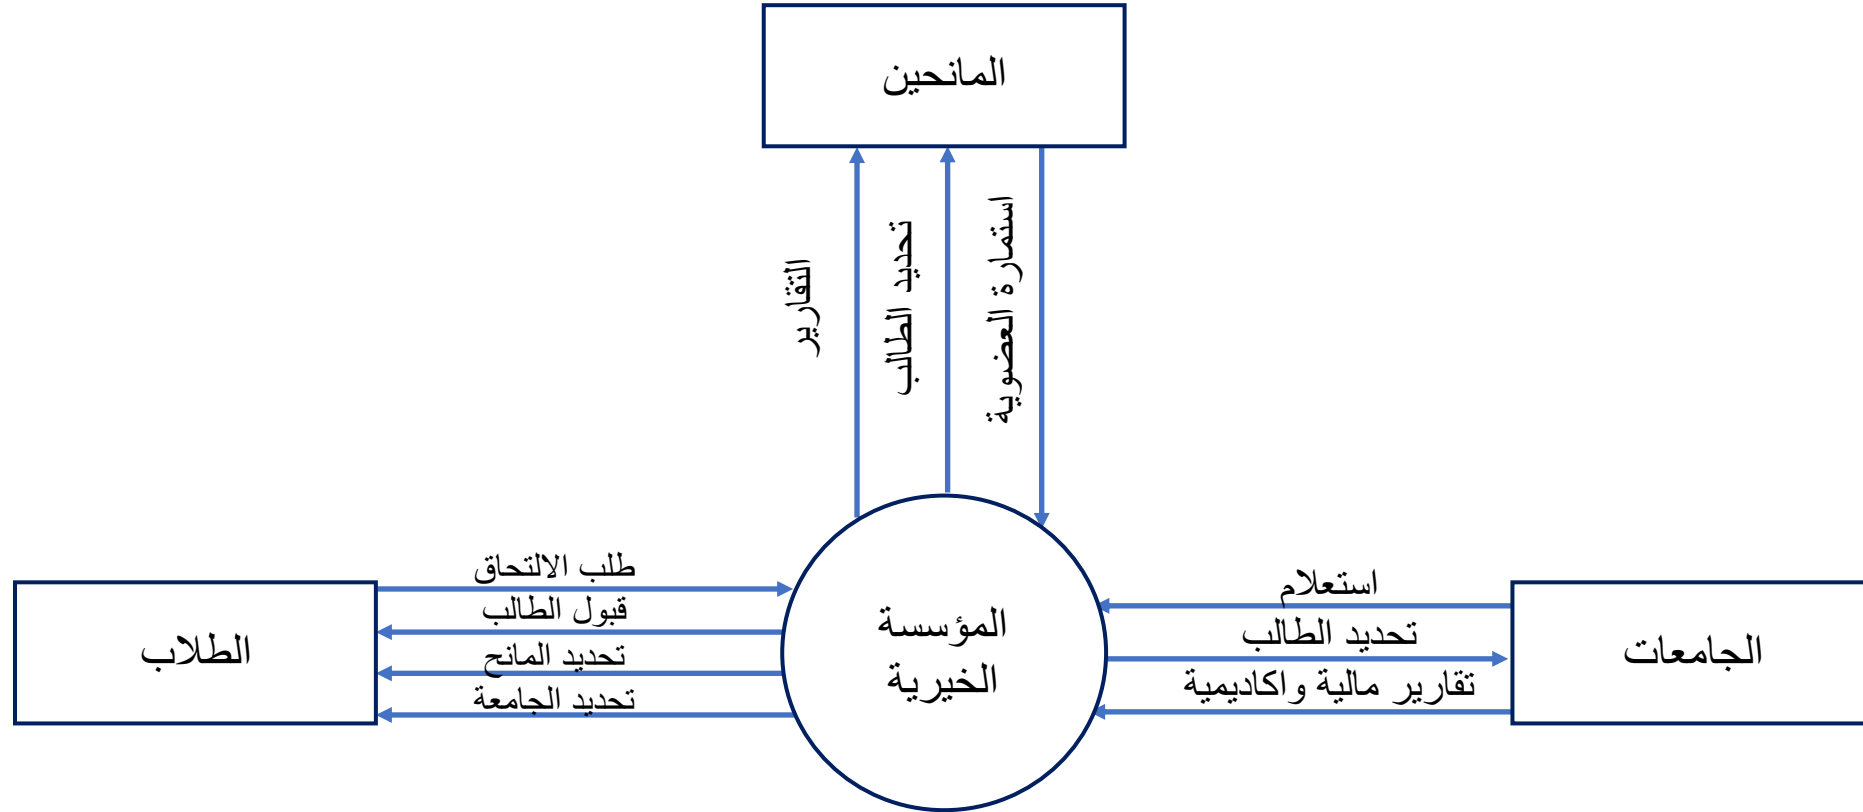 المانحين
التقارير
تحديد الطالب
استمارة العضوية
طلب الالتحاق
قبول الطالب
تحديد المانح
تحديد الجامعة
الطلاب
المؤسسة
الخيرية
استعلام
تحديد الطالب
تقارير مالية واكاديمية
الجامعات